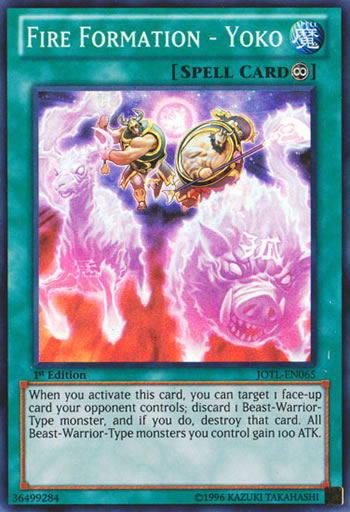 FIRE FORMATION - YOKO
魔
[SPELL CARD∞]
狐
1st Edition
JOTL-EN065
When you activate this card, you can target 1 face-up
card your opponent controls; discard 1 Beast-Warrior-
Type monster, and if you do, destroy that card. All
Beast-Warrior-Type monsters you control gain 100 ATK.
36499284
©1996 KAZUKI TAKAHASHI